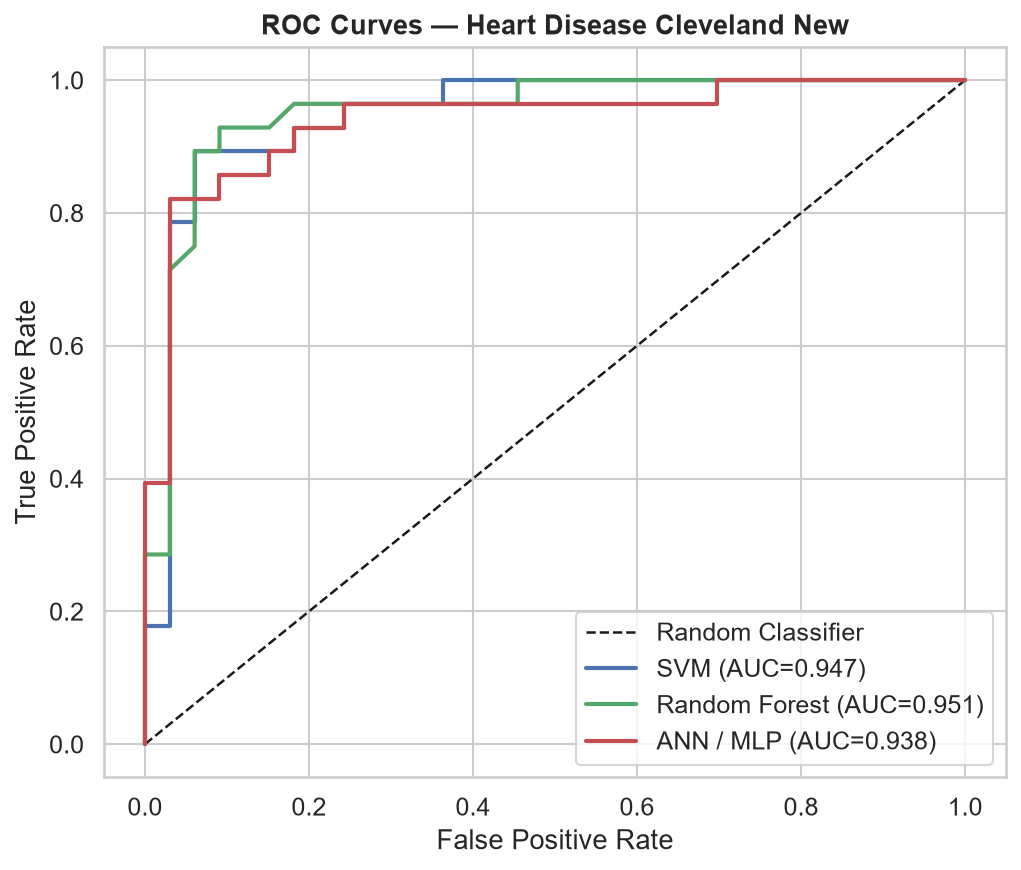 ROC Curves — Heart Disease Cleveland New
1.0
0.8
0.6
0.4
0.2
0.0
True Positive Rate
0.0 0.2 0.4 0.6 0.8 1.0
False Positive Rate
Random Classifier
SVM (AUC=0.947)
Random Forest (AUC=0.951)
ANN / MLP (AUC=0.938)